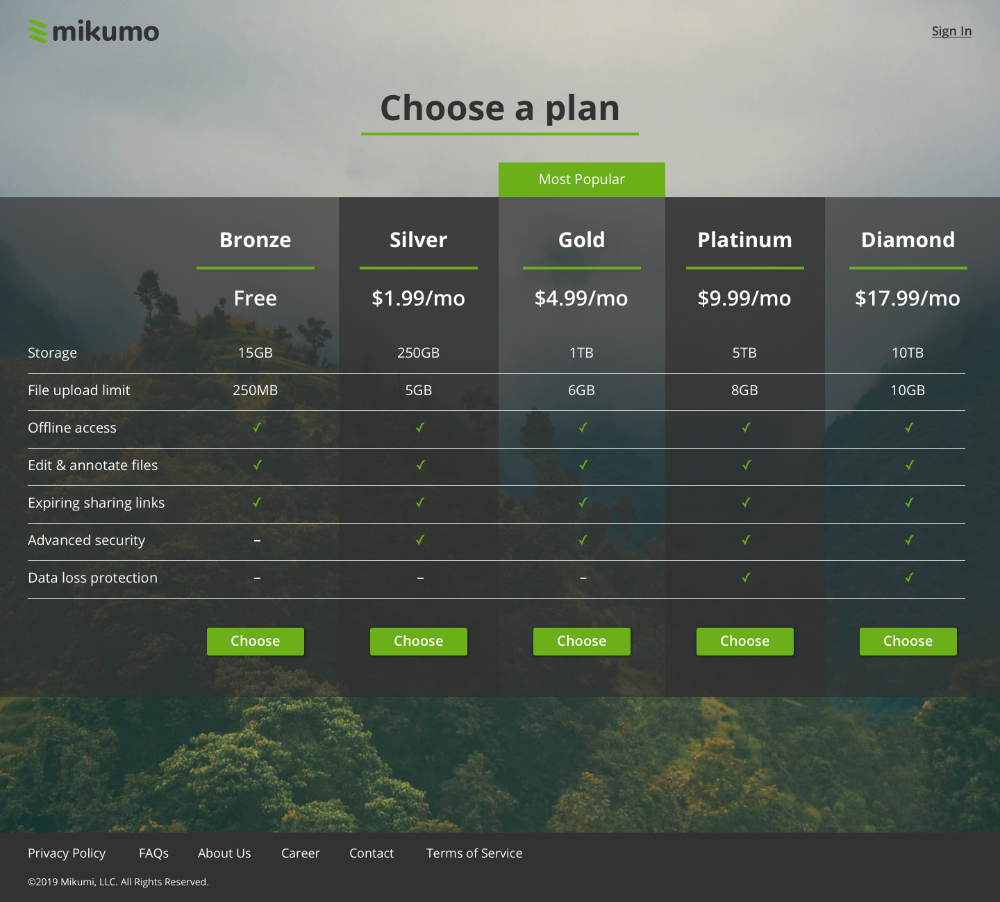 mikumo
Sign In
Choose a plan
Most Popular
Bronze Silver Gold Platinum Diamond
Free $1.99/mo $4.99/mo $9.99/mo $17.99/mo
Storage 15GB 250GB 1TB 5TB 10TB
File upload limit 250MB 5GB 6GB 8GB 10GB
Offline access ✓ ✓ ✓ ✓ ✓
Edit & annotate files ✓ ✓ ✓ ✓ ✓
Expiring sharing links ✓ ✓ ✓ ✓ ✓
Advanced security – ✓ ✓ ✓ ✓
Data loss protection – – – ✓ ✓
Choose Choose Choose Choose Choose
Privacy Policy FAQs About Us Career Contact Terms of Service
©2019 Mikumi, LLC. All Rights Reserved.